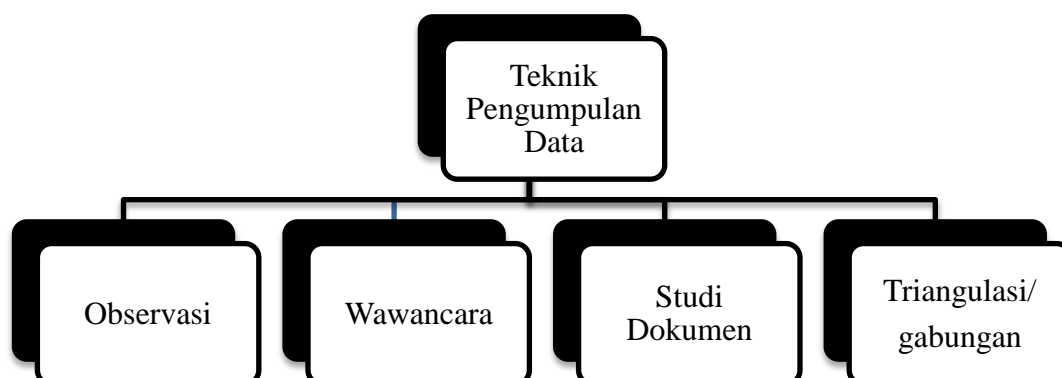 Teknik
Pengumpulan
Data
Observasi
Wawancara
Studi
Dokumen
Triangulasi/
gabungan